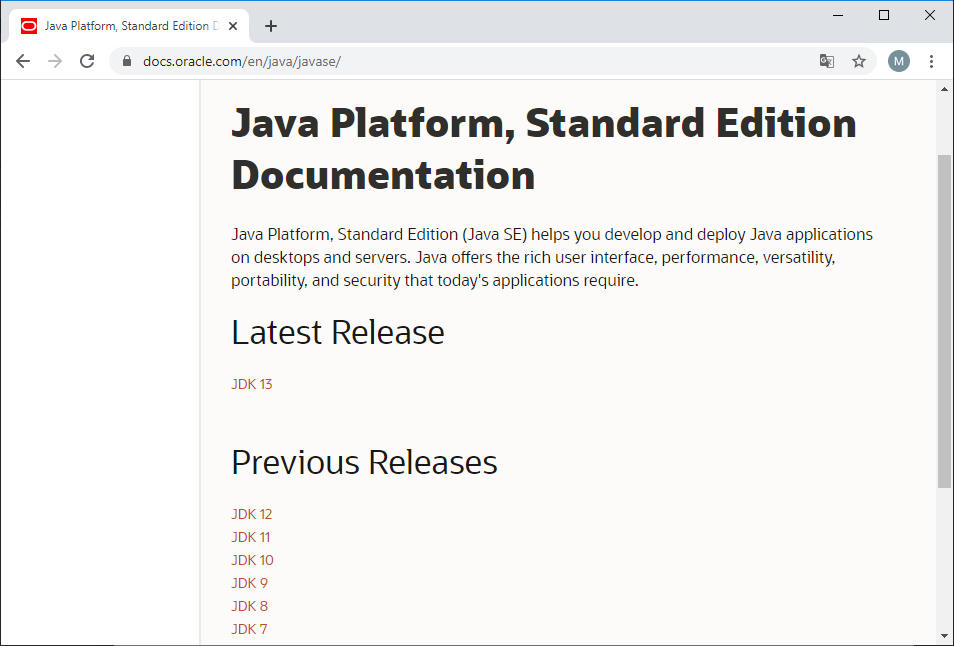 Java Platform, Standard Edition D
docs.oracle.com/en/java/javase/
M
Java Platform, Standard Edition
Documentation
Java Platform, Standard Edition (Java SE) helps you develop and deploy Java applications
on desktops and servers. Java offers the rich user interface, performance, versatility,
portability, and security that today's applications require.
Latest Release
JDK 13
Previous Releases
JDK 12
JDK 11
JDK 10
JDK 9
JDK 8
JDK 7